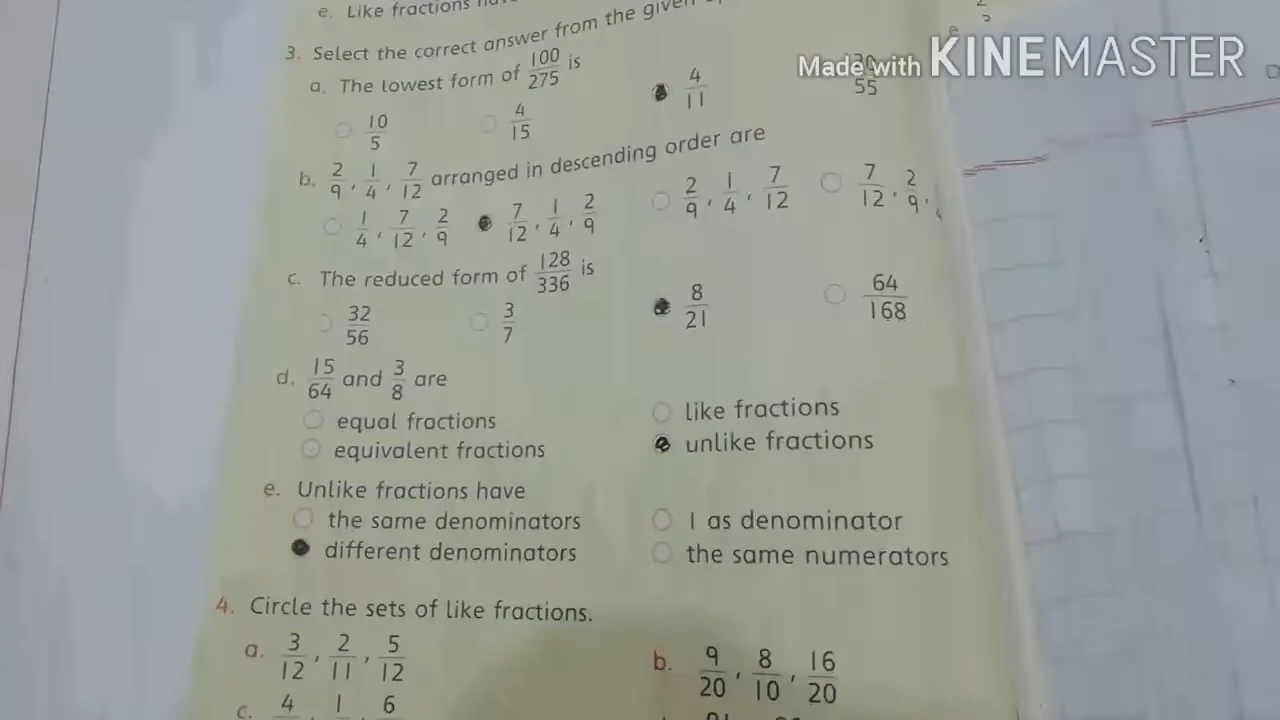 e. Like fractions
Made with KINEMASTER
3. Select the correct answer from the given
a. The lowest form of 100/275 is
10/5 4/15 4/11 /55
b. 2/9, 1/4, 7/12 arranged in descending order are
1/4, 7/12, 2/9 7/12, 1/4, 2/9 2/9, 1/4, 7/12 7/12, 2/9,
c. The reduced form of 128/336 is
32/56 3/7 8/21 64/168
d. 15/64 and 3/8 are
equal fractions like fractions
equivalent fractions unlike fractions
e. Unlike fractions have
the same denominators 1 as denominator
different denominators the same numerators
4. Circle the sets of like fractions.
a. 3/12, 2/11, 5/12 b. 9/20, 8/10, 16/20
c. 4 1 6